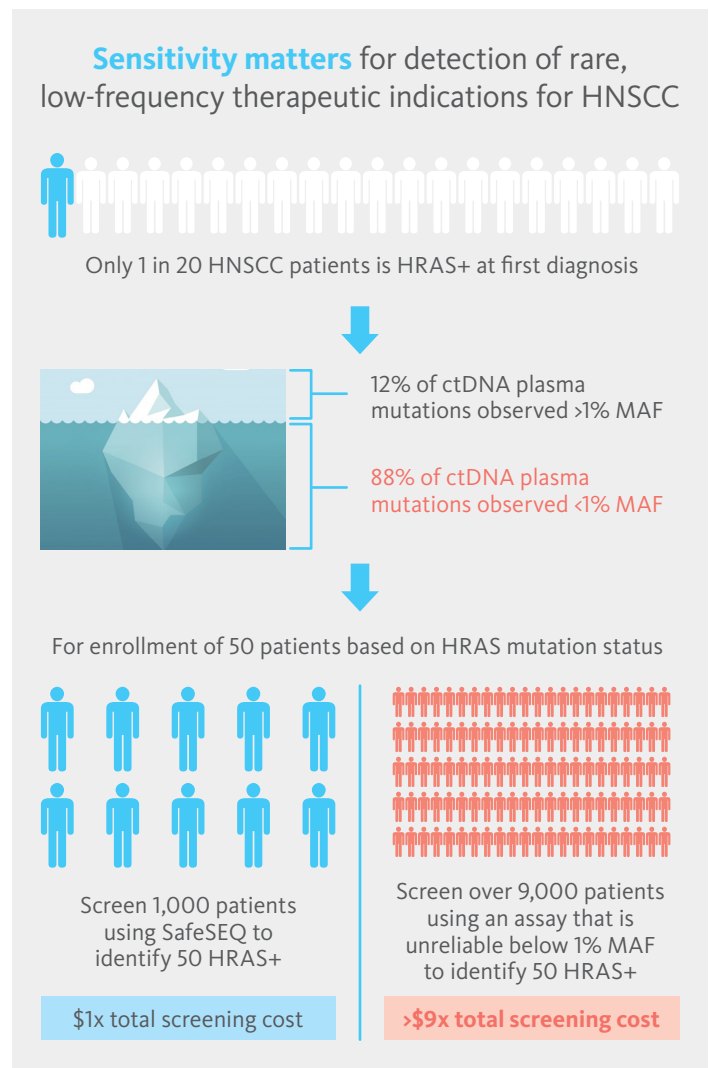 Sensitivity matters for detection of rare,
low-frequency therapeutic indications for HNSCC
Only 1 in 20 HNSCC patients is HRAS+ at first diagnosis
12% of ctDNA plasma
mutations observed >1% MAF
88% of ctDNA plasma
mutations observed <1% MAF
For enrollment of 50 patients based on HRAS mutation status
Screen 1,000 patients
using SafeSEQ to
identify 50 HRAS+
$1x total screening cost
Screen over 9,000 patients
using an assay that is
unreliable below 1% MAF
to identify 50 HRAS+
>$9x total screening cost